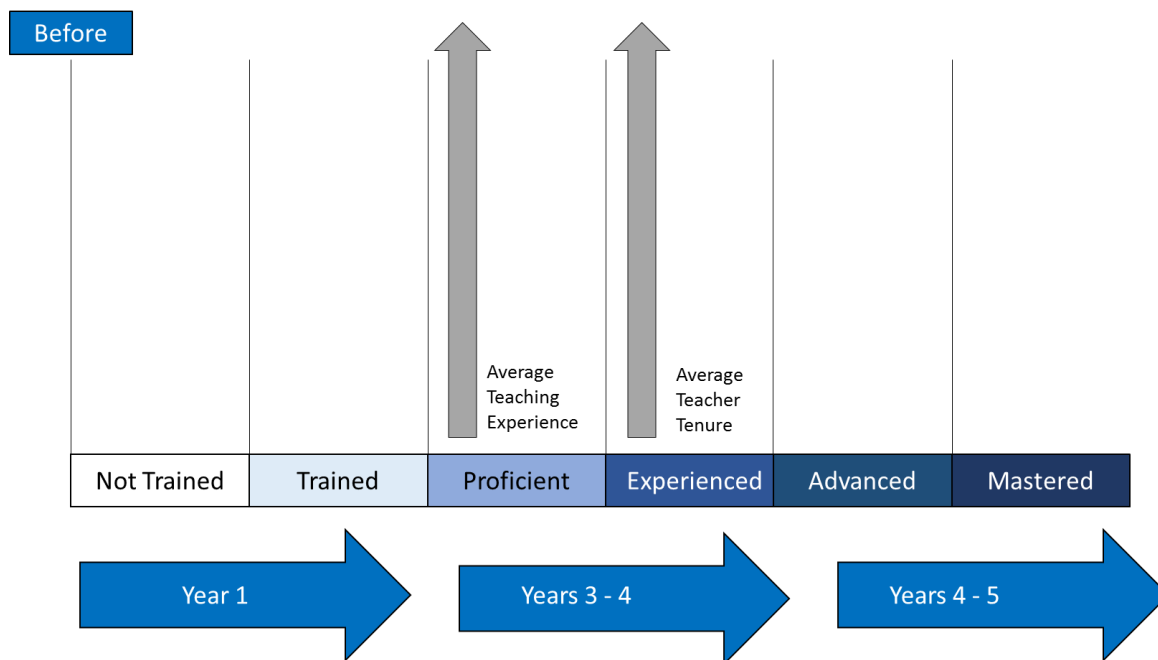 Before
Average
Teaching
Experience
Average
Teacher
Tenure
Not Trained
Trained
Proficient
Experienced
Advanced
Mastered
Year 1
Years 3 - 4
Years 4 - 5